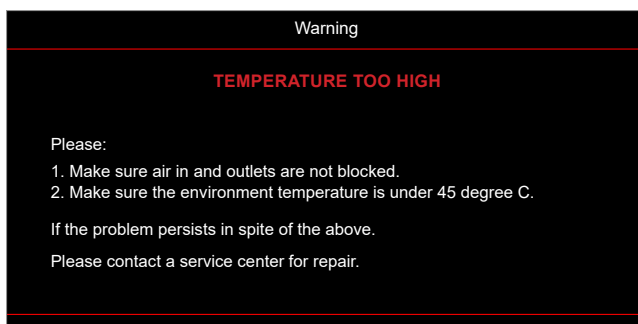 Warning
TEMPERATURE TOO HIGH
Please:
1. Make sure air in and outlets are not blocked.
2. Make sure the environment temperature is under 45 degree C.
If the problem persists in spite of the above.
Please contact a service center for repair.